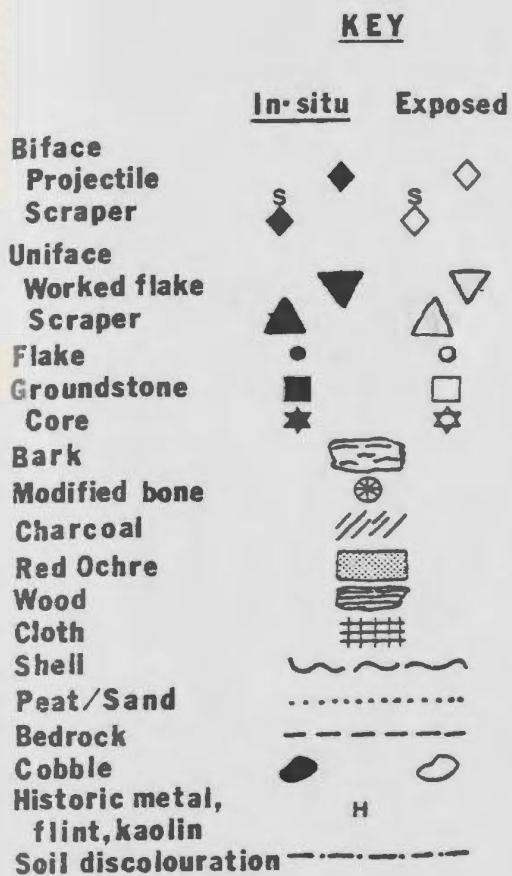 KEY
In-situ Exposed
Biface
Projectile
S S
Scraper
Uniface
Worked flake
Scraper
Flake
Groundstone
Core
Bark
Modified bone
Charcoal
Red Ochre
Wood
Cloth
Shell
Peat/Sand
Bedrock
Cobble
Historic metal,
H
flint, kaolin
Soil discolouration